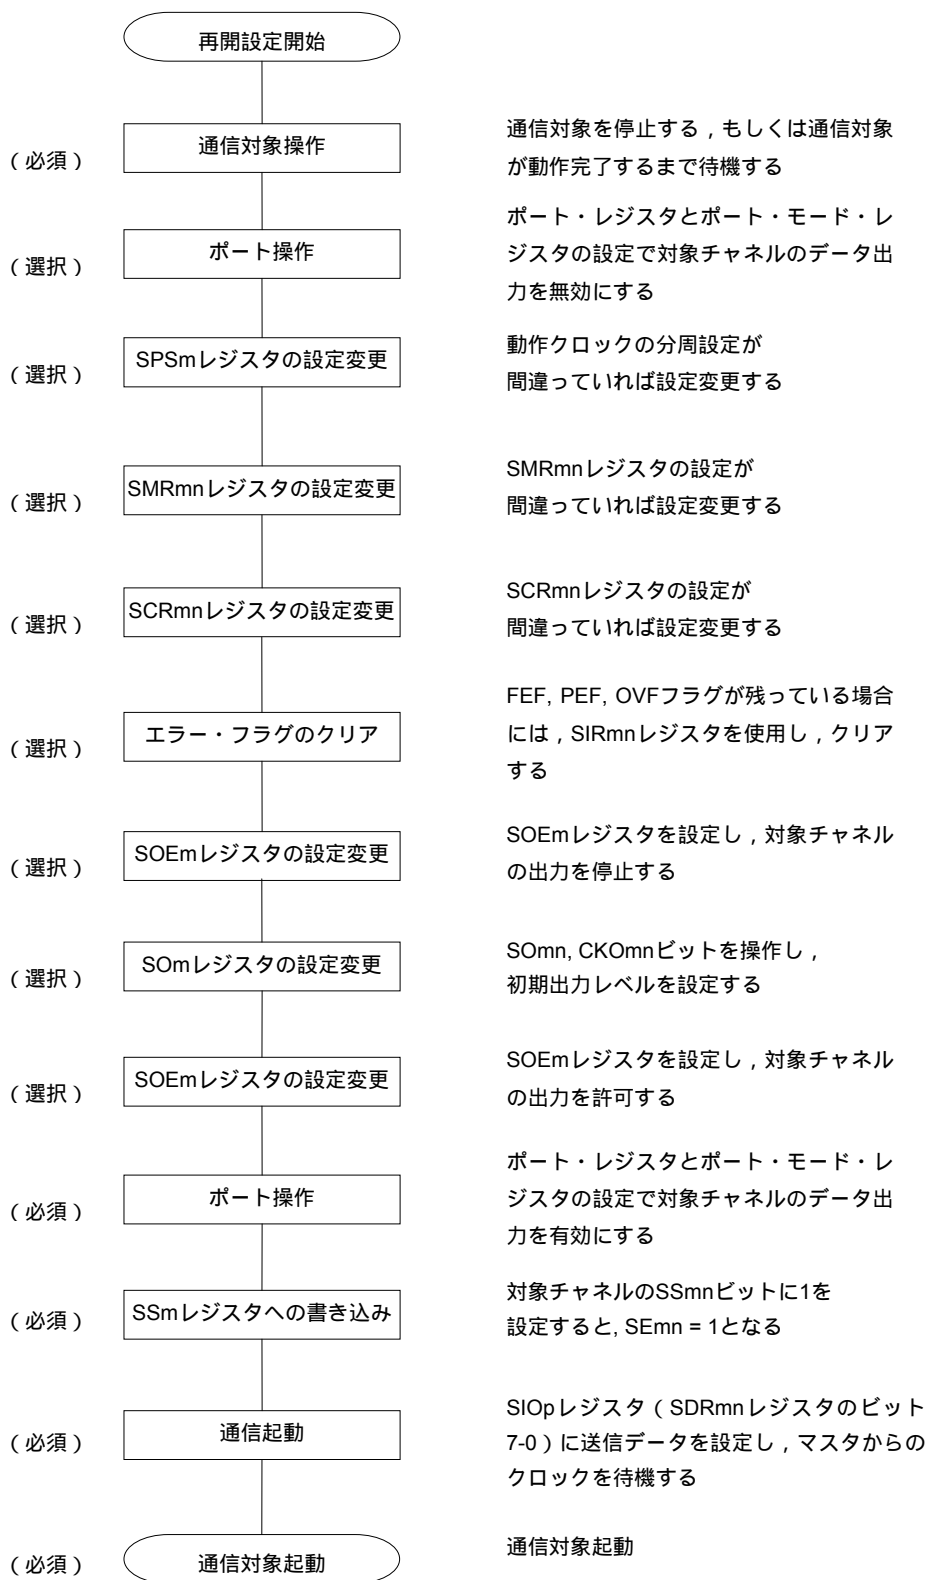 再開設定開始
(必須)
通信対象操作
通信対象を停止する,もしくは通信対象
が動作完了するまで待機する
(選択)
ポート操作
ポート・レジスタとポート・モード・レ
ジスタの設定で対象チャネルのデータ出
力を無効にする
(選択)
SPSmレジスタの設定変更
動作クロックの分周設定が
間違っていれば設定変更する
(選択)
SMRmnレジスタの設定変更
SMRmnレジスタの設定が
間違っていれば設定変更する
(選択)
SCRmnレジスタの設定変更
SCRmnレジスタの設定が
間違っていれば設定変更する
(選択)
エラー・フラグのクリア
FEF, PEF, OVFフラグが残っている場合
には,SIRmnレジスタを使用し,クリア
する
(選択)
SOEmレジスタの設定変更
SOEmレジスタを設定し,対象チャネル
の出力を停止する
(選択)
SOmレジスタの設定変更
SOmn, CKOmnビットを操作し,
初期出力レベルを設定する
(選択)
SOEmレジスタの設定変更
SOEmレジスタを設定し,対象チャネル
の出力を許可する
(必須)
ポート操作
ポート・レジスタとポート・モード・レ
ジスタの設定で対象チャネルのデータ出
力を有効にする
(必須)
SSmレジスタへの書き込み
対象チャネルのSSmnビットに1を
設定すると, SEmn = 1となる
(必須)
通信起動
SIOpレジスタ(SDRmnレジスタのビット
7-0)に送信データを設定し,マスタからの
クロックを待機する
(必須)
通信対象起動
通信対象起動